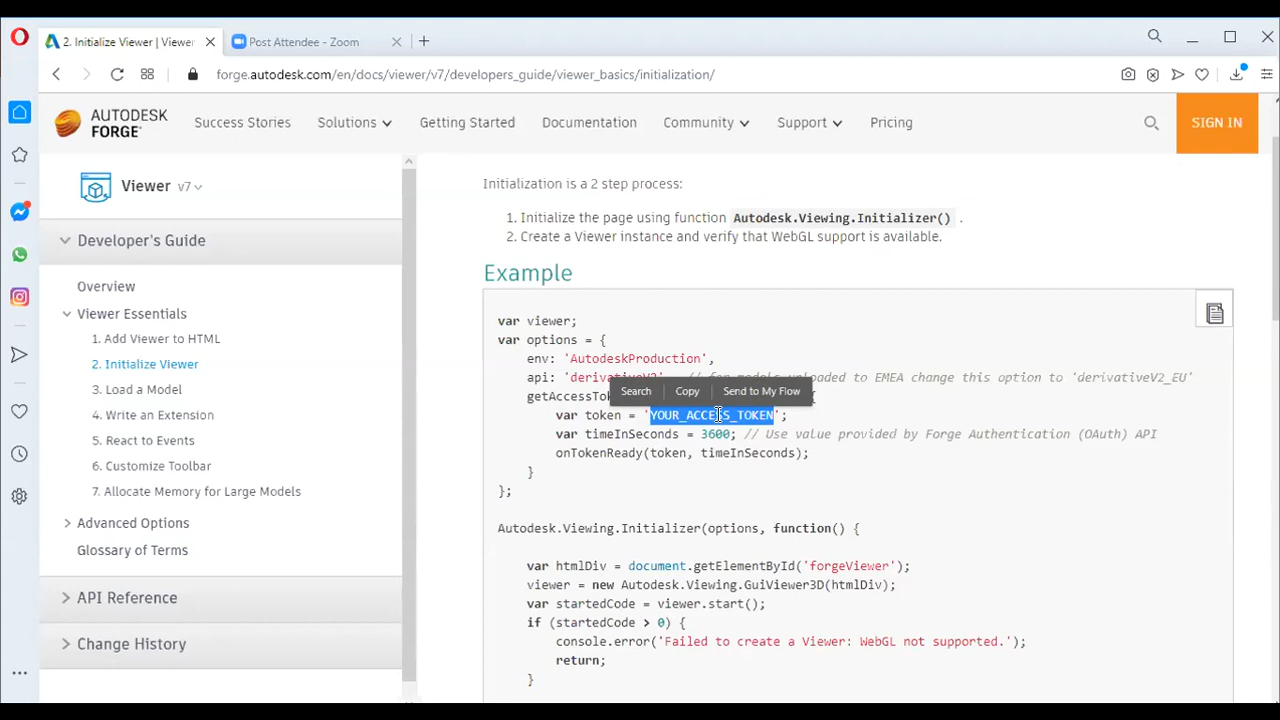 2. Initialize Viewer | Viewer
Post Attendee - Zoom
forge.autodesk.com/en/docs/viewer/v7/developers_guide/viewer_basics/initialization/
AUTODESK FORGE
Success Stories
Solutions
Getting Started
Documentation
Community
Support
Pricing
SIGN IN
Viewer v7
Developer's Guide
Overview
Viewer Essentials
1. Add Viewer to HTML
2. Initialize Viewer
3. Load a Model
4. Write an Extension
5. React to Events
6. Customize Toolbar
7. Allocate Memory for Large Models
Advanced Options
Glossary of Terms
API Reference
Change History
Initialization is a 2 step process:
1. Initialize the page using function Autodesk.Viewing.Initializer() .
2. Create a Viewer instance and verify that WebGL support is available.
Example
var viewer;
var options = {
env: 'AutodeskProduction',
api: 'derivativeV2', // for models uploaded to EMEA change this option to 'derivativeV2_EU'
Search
Copy
Send to My Flow
{
var token = 'YOUR_ACCESS_TOKEN';
var timeInSeconds = 3600; // Use value provided by Forge Authentication (OAuth) API
onTokenReady(token, timeInSeconds);
}
};
Autodesk.Viewing.Initializer(options, function() {
var htmlDiv = document.getElementById('forgeViewer');
viewer = new Autodesk.Viewing.GuiViewer3D(htmlDiv);
var startedCode = viewer.start();
if (startedCode > 0) {
console.error('Failed to create a Viewer: WebGL not supported.');
return;
}